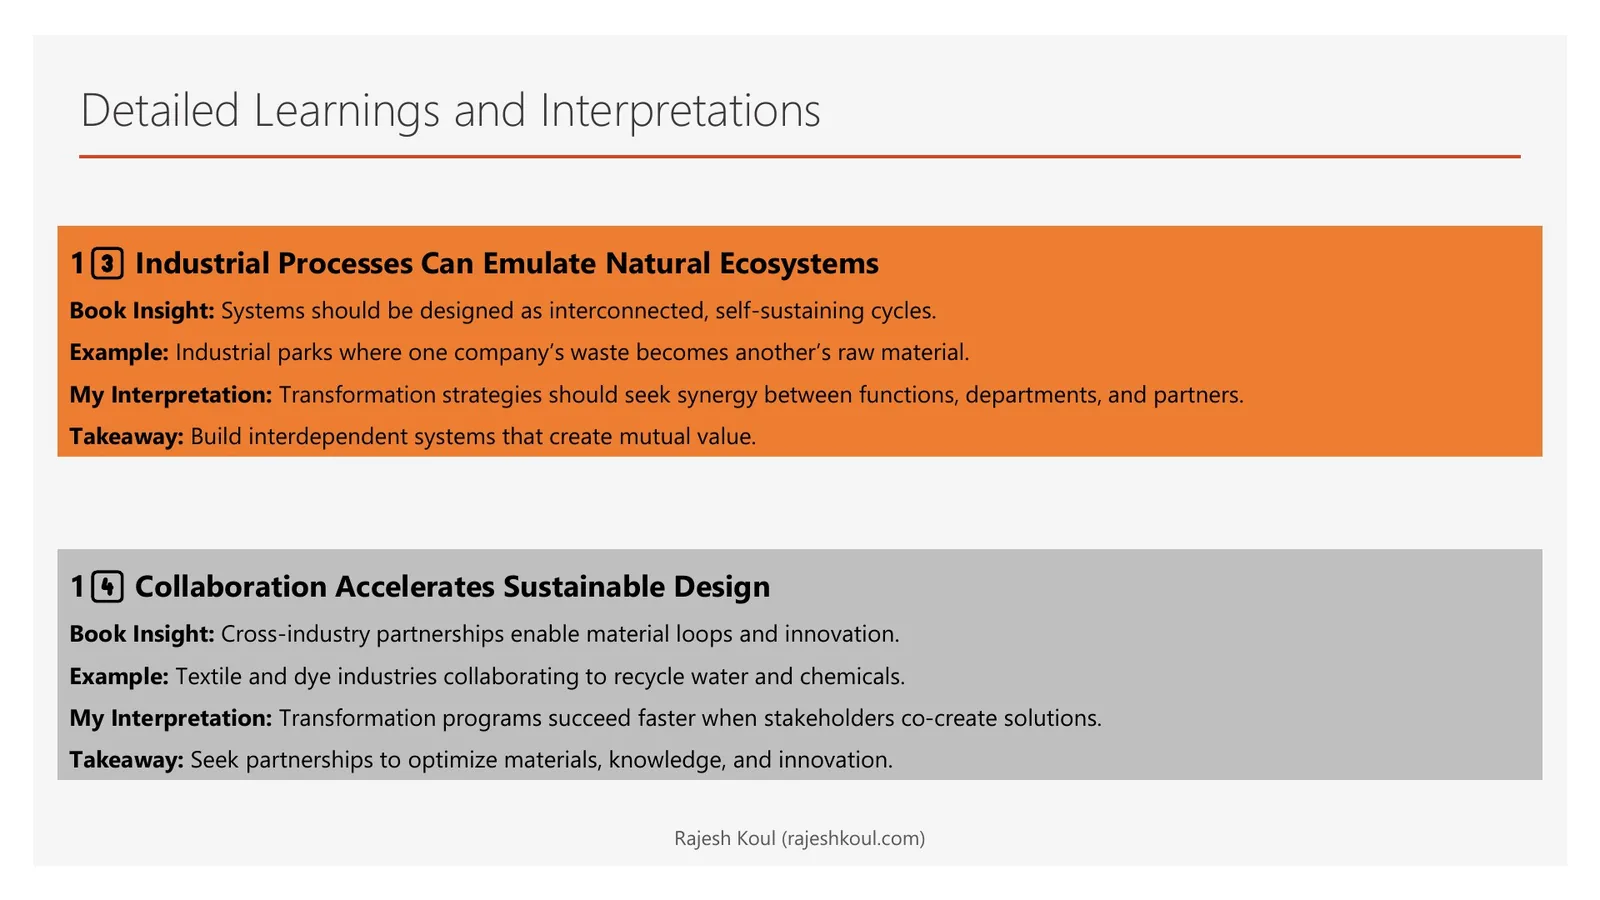 Detailed Learnings and Interpretations
13️⃣ Industrial Processes Can Emulate Natural Ecosystems
Book Insight: Systems should be designed as interconnected, self-sustaining cycles.
Example: Industrial parks where one company’s waste becomes another’s raw material.
My Interpretation: Transformation strategies should seek synergy between functions, departments, and partners.
Takeaway: Build interdependent systems that create mutual value.
14️⃣ Collaboration Accelerates Sustainable Design
Book Insight: Cross-industry partnerships enable material loops and innovation.
Example: Textile and dye industries collaborating to recycle water and chemicals.
My Interpretation: Transformation programs succeed faster when stakeholders co-create solutions.
Takeaway: Seek partnerships to optimize materials, knowledge, and innovation.
Rajesh Koul (rajeshkoul.com)